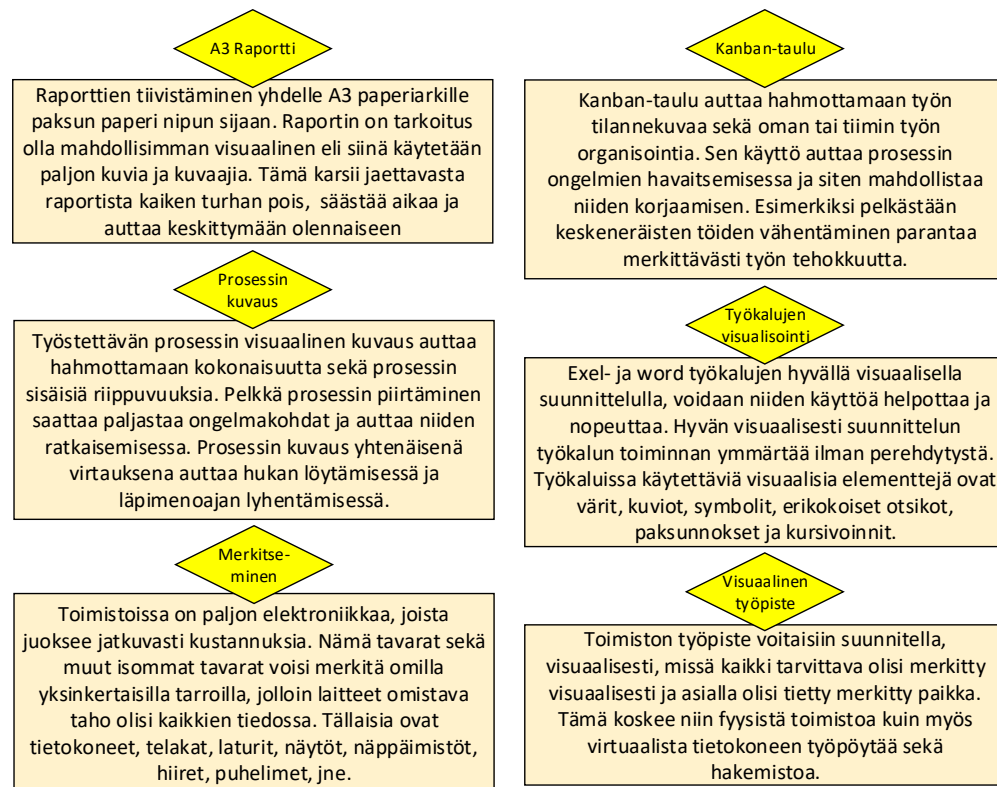 A3 Raportti
Raporttien tiivistäminen yhdelle A3 paperiarkille
paksun paperi nipun sijaan. Raportin on tarkoitus
olla mahdollisimman visuaalinen eli siinä käytetään
paljon kuvia ja kuvaajia. Tämä karsii jaettavasta
raportista kaiken turhan pois,  säästää aikaa ja
auttaa keskittymään olennaiseen
Prosessin
kuvaus
Työstettävän prosessin visuaalinen kuvaus auttaa
hahmottamaan kokonaisuutta sekä prosessin
sisäisiä riippuvuuksia. Pelkkä prosessin piirtäminen
saattaa paljastaa ongelmakohdat ja auttaa niiden
ratkaisemisessa. Prosessin kuvaus yhtenäisenä
virtauksena auttaa hukan löytämisessä ja
läpimenoajan lyhentämisessä.
Merkitse-
minen
Toimistoissa on paljon elektroniikkaa, joista
juoksee jatkuvasti kustannuksia. Nämä tavarat sekä
muut isommat tavarat voisi merkitä omilla
yksinkertaisilla tarroilla, jolloin laitteet omistava
taho olisi kaikkien tiedossa. Tällaisia ovat
tietokoneet, telakat, laturit, näytöt, näppäimistöt,
hiiret, puhelimet, jne.
Kanban-taulu
Kanban-taulu auttaa hahmottamaan työn
tilannekuvaa sekä oman tai tiimin työn
organisointia. Sen käyttö auttaa prosessin
ongelmien havaitsemisessa ja siten mahdollistaa
niiden korjaamisen. Esimerkiksi pelkästään
keskeneräisten töiden vähentäminen parantaa
merkittävästi työn tehokkuutta.
Työkalujen
visualisointi
Exel- ja word työkalujen hyvällä visuaalisella
suunnittelulla, voidaan niiden käyttöä helpottaa ja
nopeuttaa. Hyvän visuaalisesti suunnittelun
työkalun toiminnan ymmärtää ilman perehdytystä.
Työkaluissa käytettäviä visuaalisia elementtejä ovat
värit, kuviot, symbolit, erikokoiset otsikot,
paksunnokset ja kursivoinnit.
Visuaalinen
työpiste
Toimiston työpiste voitaisiin suunnitella,
visuaalisesti, missä kaikki tarvittava olisi merkitty
visuaalisesti ja asialla olisi tietty merkitty paikka.
Tämä koskee niin fyysistä toimistoa kuin myös
virtuaalista tietokoneen työpöytää sekä
hakemistoa.